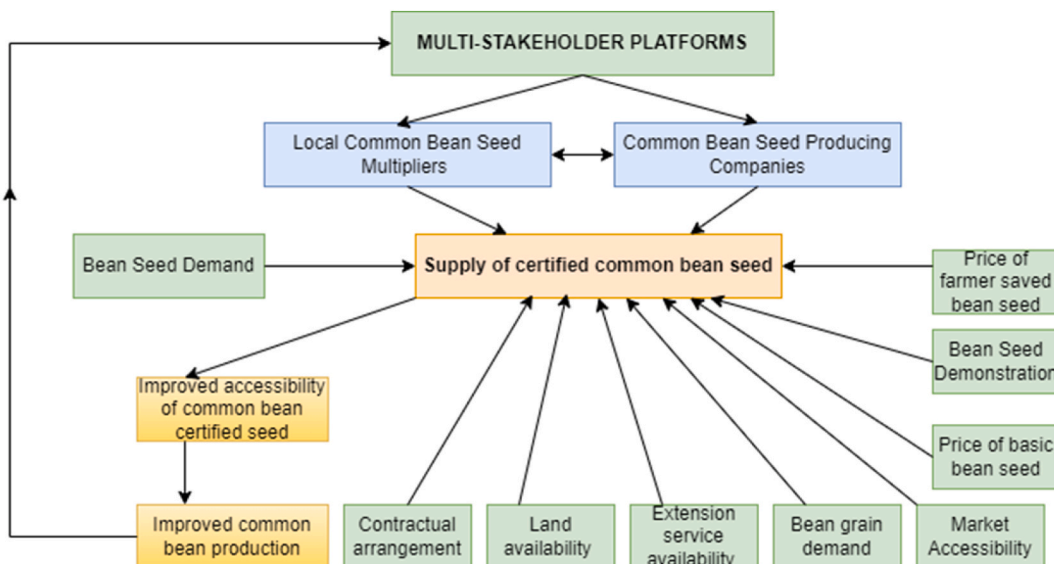 MULTI-STAKEHOLDER PLATFORMS
Local Common Bean Seed
Multipliers
Common Bean Seed Producing
Companies
Bean Seed Demand
Supply of certified common bean seed
Price of
farmer saved
bean seed
Bean Seed
Demonstration
Improved accessibility
of common bean
certified seed
Price of basic
bean seed
Improved common
bean production
Contractual
arrangement
Land
availability
Extension
service
availability
Bean grain
demand
Market
Accessibility